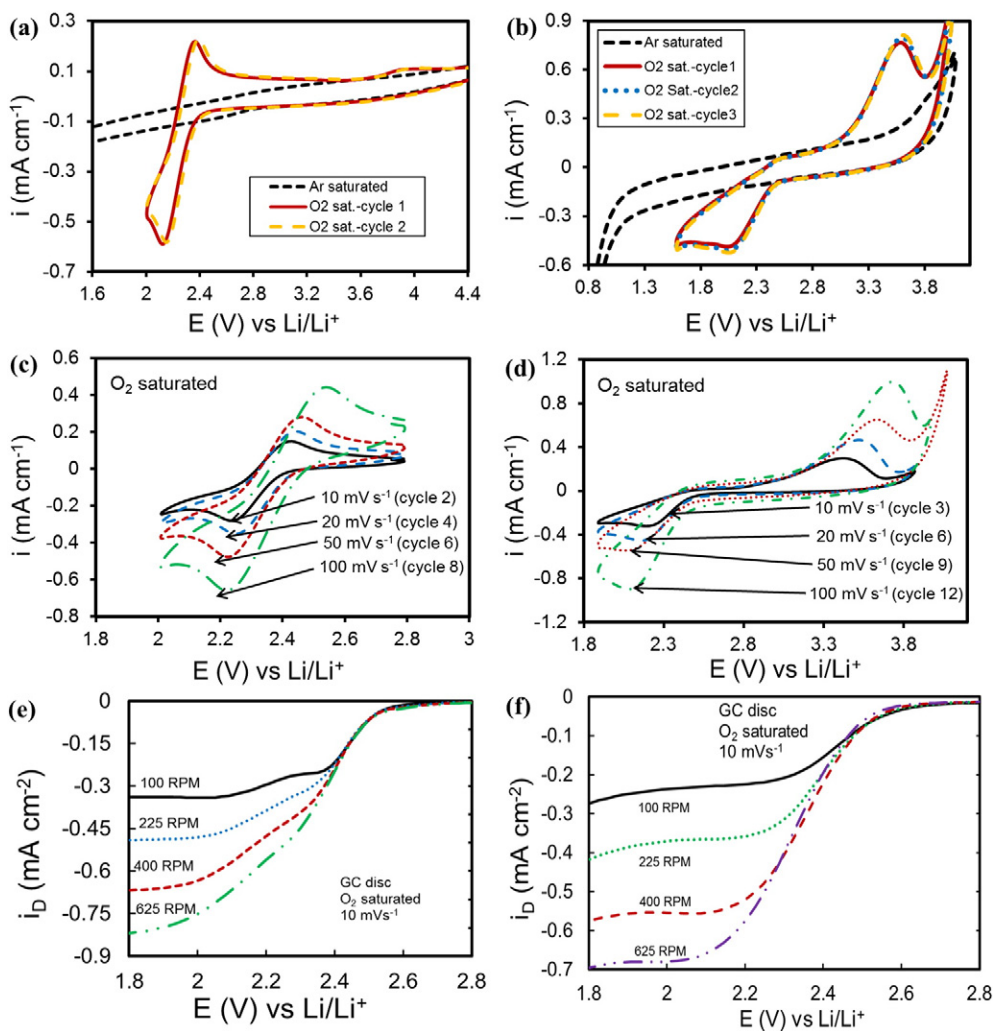 (a)
0.3
0.1
-0.1
-0.3
-0.5
-0.7
i (mA cm⁻¹)
Ar saturated
O2 sat.-cycle 1
O2 sat.-cycle 2
1.6 2 2.4 2.8 3.2 3.6 4 4.4
E (V) vs Li/Li⁺
(b)
0.9
0.6
0.3
0
-0.3
-0.6
i (mA cm⁻¹)
Ar saturated
O2 sat.-cycle1
O2 Sat.-cycle2
O2 sat.-cycle3
0.8 1.3 1.8 2.3 2.8 3.3 3.8
E (V) vs Li/Li⁺
(c)
0.6
0.4
0.2
0
-0.2
-0.4
-0.6
-0.8
i (mA cm⁻¹)
O₂ saturated
10 mV s⁻¹ (cycle 2)
20 mV s⁻¹ (cycle 4)
50 mV s⁻¹ (cycle 6)
100 mV s⁻¹ (cycle 8)
1.8 2 2.2 2.4 2.6 2.8 3
E (V) vs Li/Li⁺
(d)
1.2
0.8
0.4
0
-0.4
-0.8
-1.2
i (mA cm⁻¹)
O₂ saturated
10 mV s⁻¹ (cycle 3)
20 mV s⁻¹ (cycle 6)
50 mV s⁻¹ (cycle 9)
100 mV s⁻¹ (cycle 12)
1.8 2.3 2.8 3.3 3.8
E (V) vs Li/Li⁺
(e)
0
-0.15
-0.3
-0.45
-0.6
-0.75
-0.9
i_D (mA cm⁻²)
100 RPM
225 RPM
400 RPM
625 RPM
GC disc
O₂ saturated
10 mVs⁻¹
1.8 2 2.2 2.4 2.6 2.8
E (V) vs Li/Li⁺
(f)
0
-0.1
-0.2
-0.3
-0.4
-0.5
-0.6
-0.7
i_D (mA cm⁻²)
GC disc
O₂ saturated
10 mVs⁻¹
100 RPM
225 RPM
400 RPM
625 RPM
1.8 2 2.2 2.4 2.6 2.8
E (V) vs Li/Li⁺